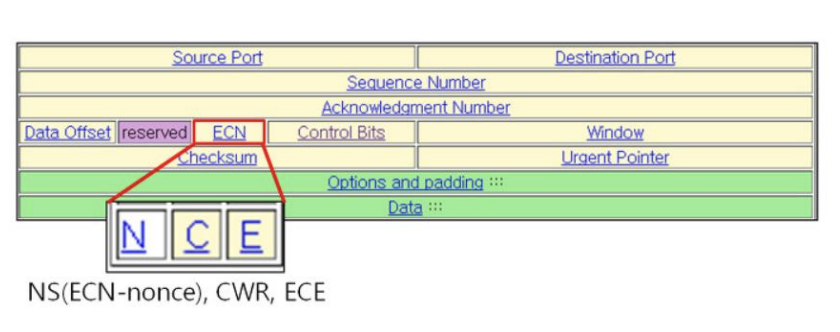 Source Port Destination Port
Sequence Number
Acknowledgment Number
Data Offset reserved ECN Control Bits Window
Checksum Urgent Pointer
Options and padding :::
Data :::
N C E
NS(ECN-nonce), CWR, ECE